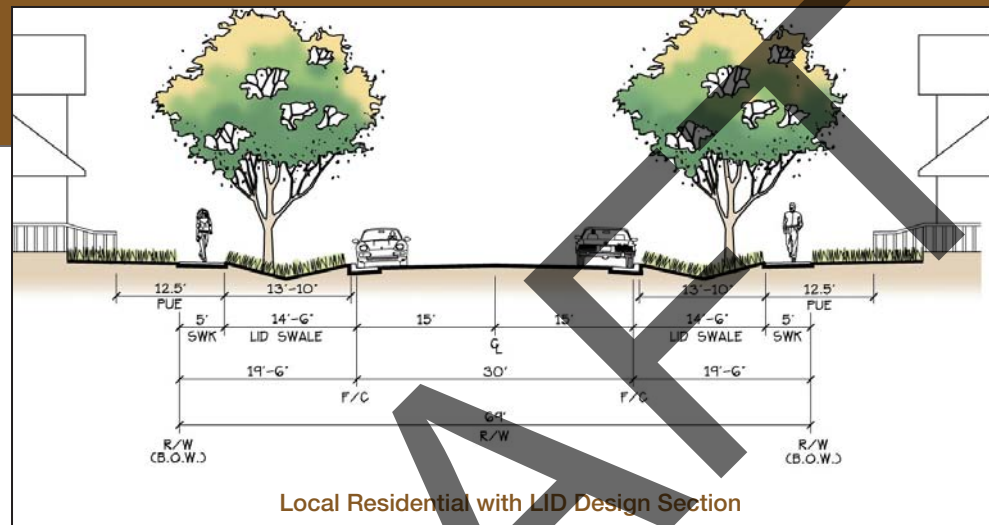 12.5' 13'-10" 13'-10" 12.5'
PUE PUE
5' 14'-6" 15' 15' 14'-6" 5'
SWK LID SWALE ℄ LID SWALE SWK
19'-6" 30' 19'-6"
F/C F/C
69'
R/W R/W R/W
(B.O.W.) (B.O.W.)
Local Residential with LID Design Section